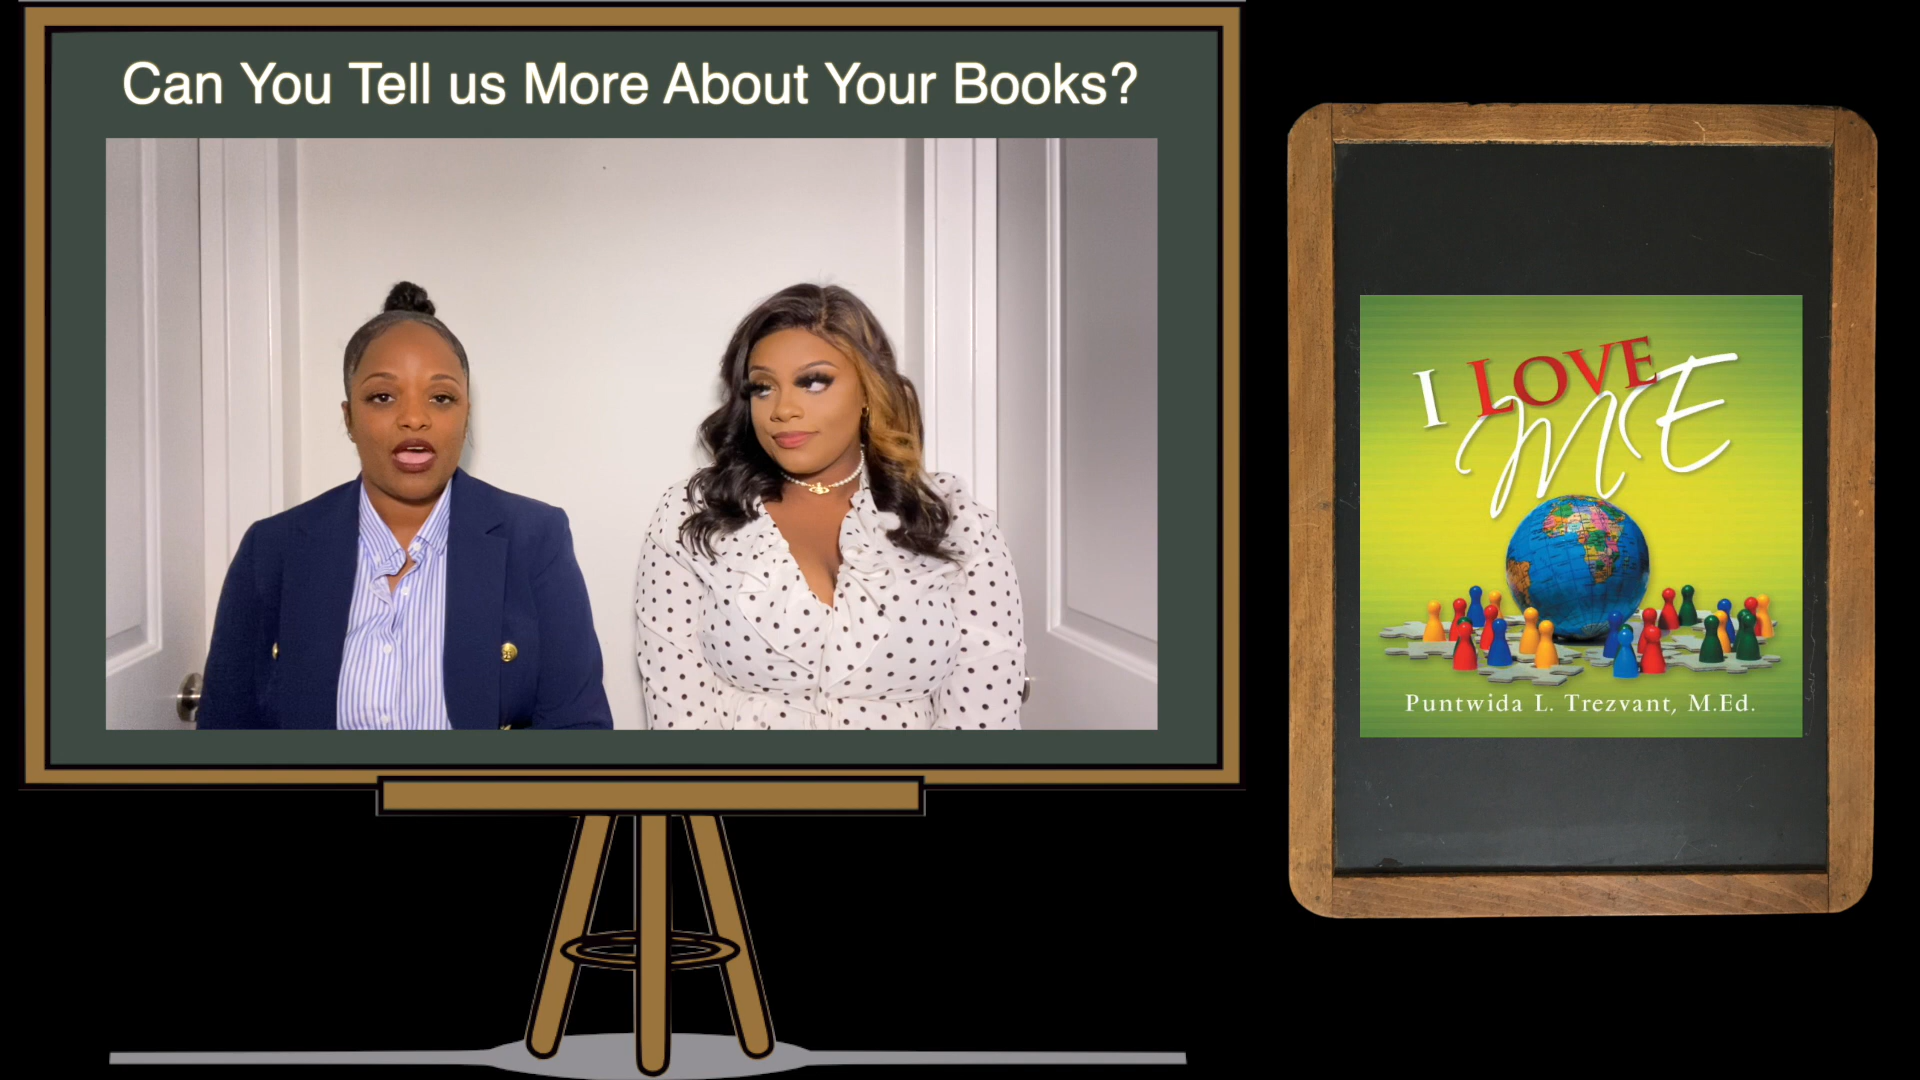 Can You Tell us More About Your Books?
I LOVE
ME
Puntwida L. Trezvant, M.Ed.